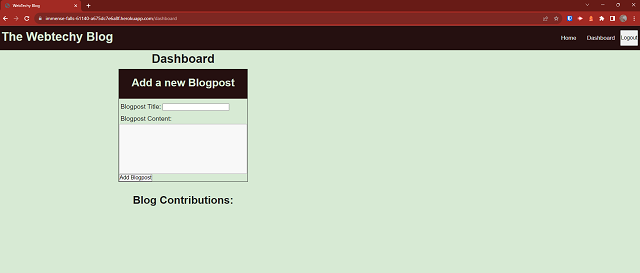 WebTechy Blog
immense-falls-61140-a675dc7e6a8f.herokuapp.com/dashboard
The Webtechy Blog
Home Dashboard Logout
Dashboard
Add a new Blogpost
Blogpost Title:
Blogpost Content:
Add Blogpost
Blog Contributions: